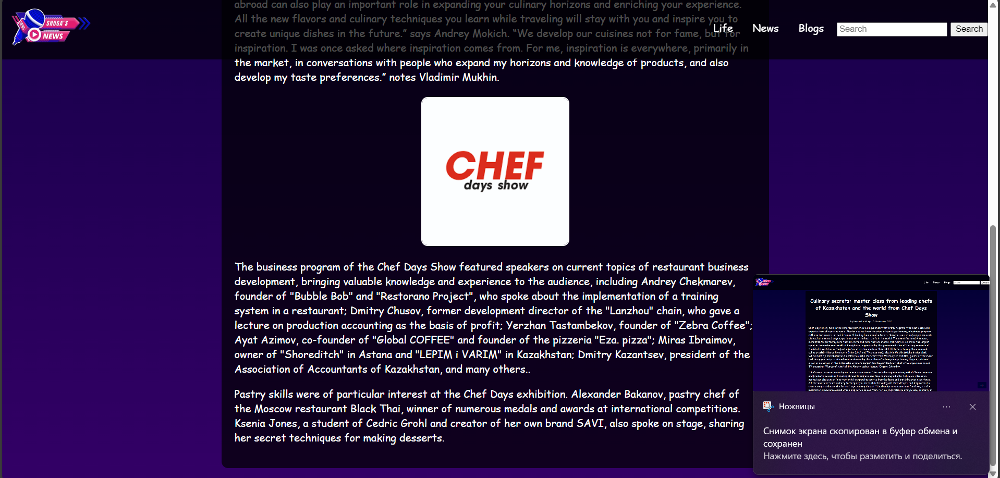 abroad can also play an important role in expanding your culinary horizons and enriching your experience.
All the new flavors and culinary techniques you learn while traveling will stay with you and inspire you to
create unique dishes in the future.” says Andrey Mokich. “We develop our cuisines not for fame, but for
inspiration. I was once asked where inspiration comes from. For me, inspiration is everywhere, primarily in
the market, in conversations with people who expand my horizons and knowledge of products, and also
develop my taste preferences.” notes Vladimir Mukhin.
SHUGA'S
NEWS
NEWS
Life
News
Blogs
Search
Search
CHEF
days show
The business program of the Chef Days Show featured speakers on current topics of restaurant business
development, bringing valuable knowledge and experience to the audience, including Andrey Chekmarev,
founder of "Bubble Bob" and "Restorano Project", who spoke about the implementation of a training
system in a restaurant; Dmitry Chusov, former development director of the "Lanzhou" chain, who gave a
lecture on production accounting as the basis of profit; Yerzhan Tastambekov, founder of "Zebra Coffee";
Ayat Azimov, co-founder of "Global COFFEE" and founder of the pizzeria "Eza. pizza"; Miras Ibraimov,
owner of "Shoreditch" in Astana and "LEPIM i VARIM" in Kazakhstan; Dmitry Kazantsev, president of the
Association of Accountants of Kazakhstan, and many others..
Pastry skills were of particular interest at the Chef Days exhibition. Alexander Bakanov, pastry chef of
the Moscow restaurant Black Thai, winner of numerous medals and awards at international competitions.
Ksenia Jones, a student of Cedric Grohl and creator of her own brand SAVI, also spoke on stage, sharing
her secret techniques for making desserts.
Life
News
Blogs
Culinary secrets: master class from leading chefs
of Kazakhstan and the world from Chef Days
Show
Ножницы
Снимок экрана скопирован в буфер обмена и
сохранен
Нажмите здесь, чтобы разметить и поделиться.